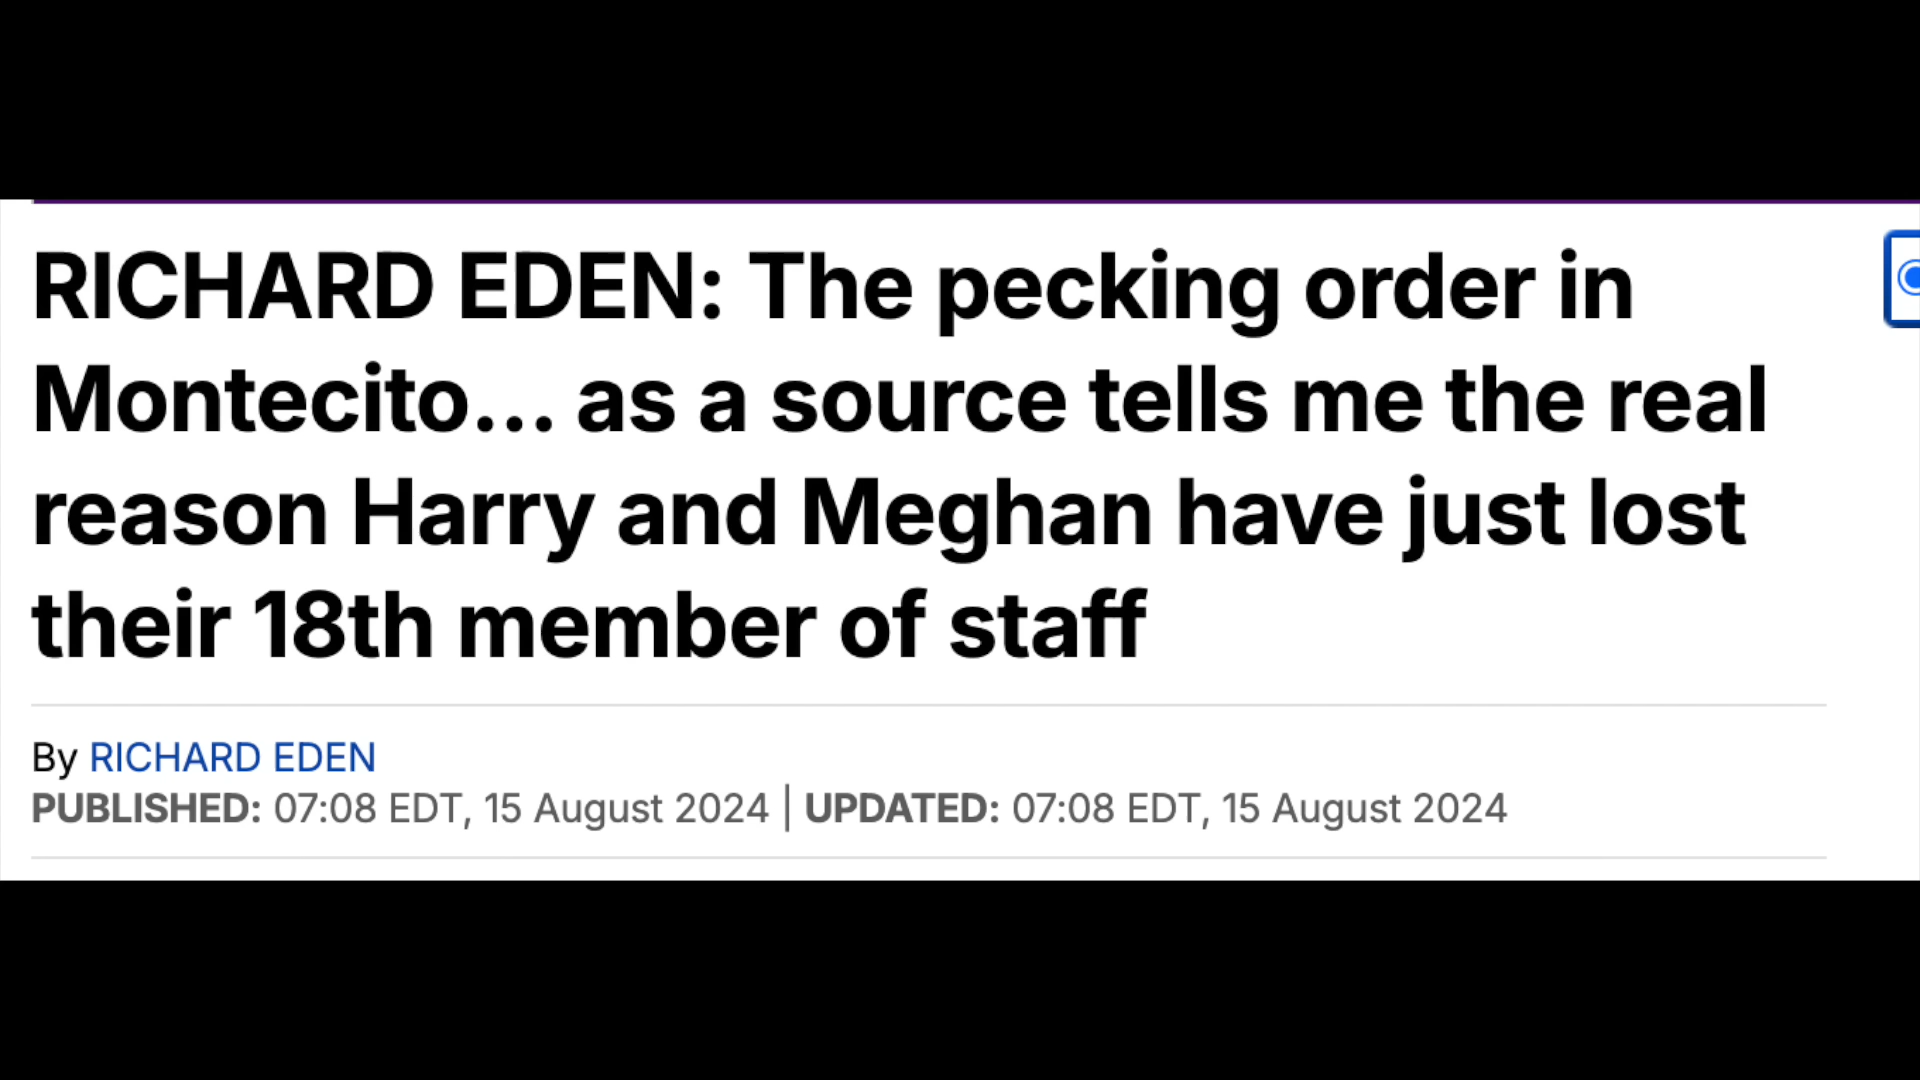 RICHARD EDEN: The pecking order in
Montecito... as a source tells me the real
reason Harry and Meghan have just lost
their 18th member of staff
By RICHARD EDEN
PUBLISHED: 07:08 EDT, 15 August 2024 | UPDATED: 07:08 EDT, 15 August 2024